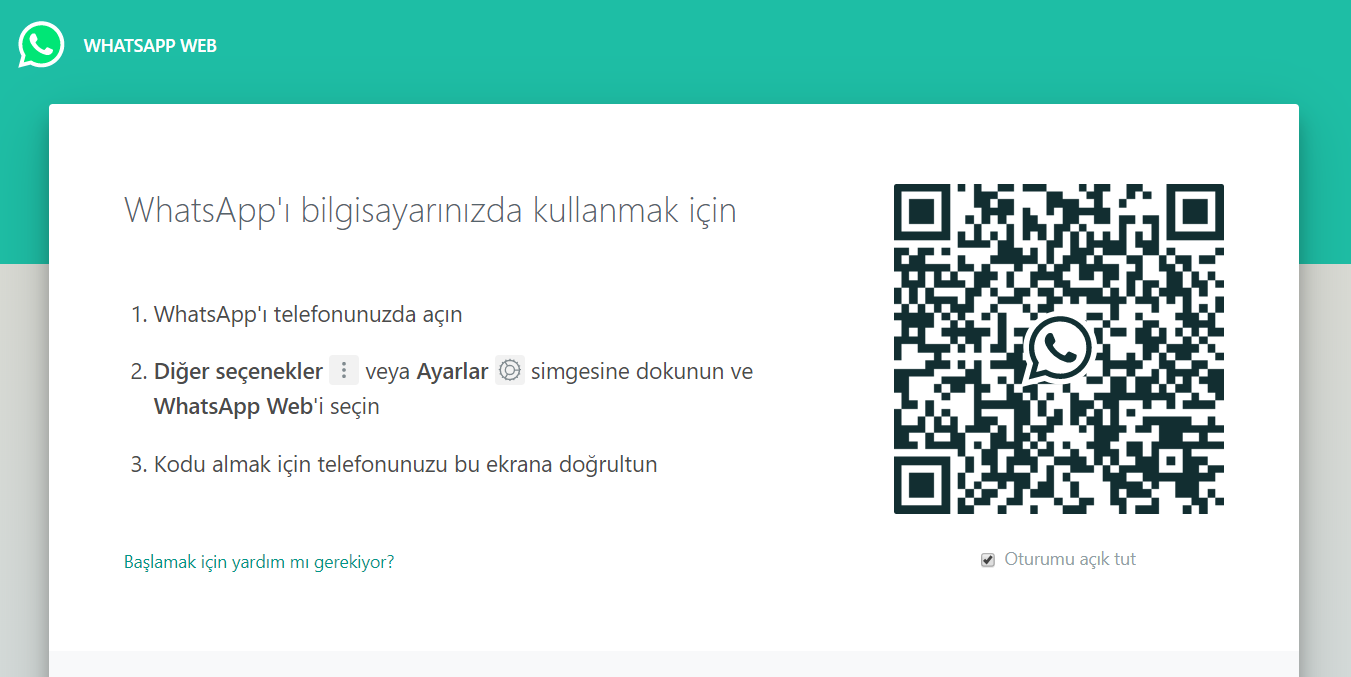 WHATSAPP WEB
WhatsApp'ı bilgisayarınızda kullanmak için
1. WhatsApp'ı telefonunuzda açın
2. Diğer seçenekler veya Ayarlar simgesine dokunun ve
WhatsApp Web'i seçin
3. Kodu almak için telefonunuzu bu ekrana doğrultun
Başlamak için yardım mı gerekiyor?
Oturumu açık tut